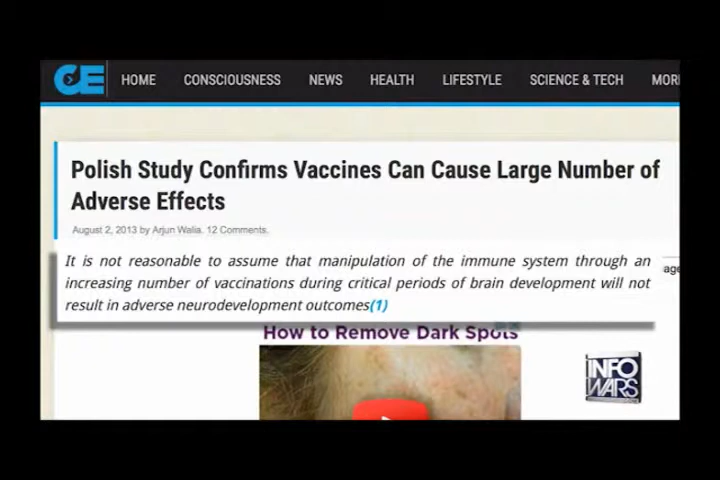 CE HOME CONSCIOUSNESS NEWS HEALTH LIFESTYLE SCIENCE & TECH MOR
Polish Study Confirms Vaccines Can Cause Large Number of
Adverse Effects
August 2, 2013 by Arjun Walia. 12 Comments.
It is not reasonable to assume that manipulation of the immune system through an
increasing number of vaccinations during critical periods of brain development will not
result in adverse neurodevelopment outcomes(1)
age
How to Remove Dark Spots
INFO
WARS